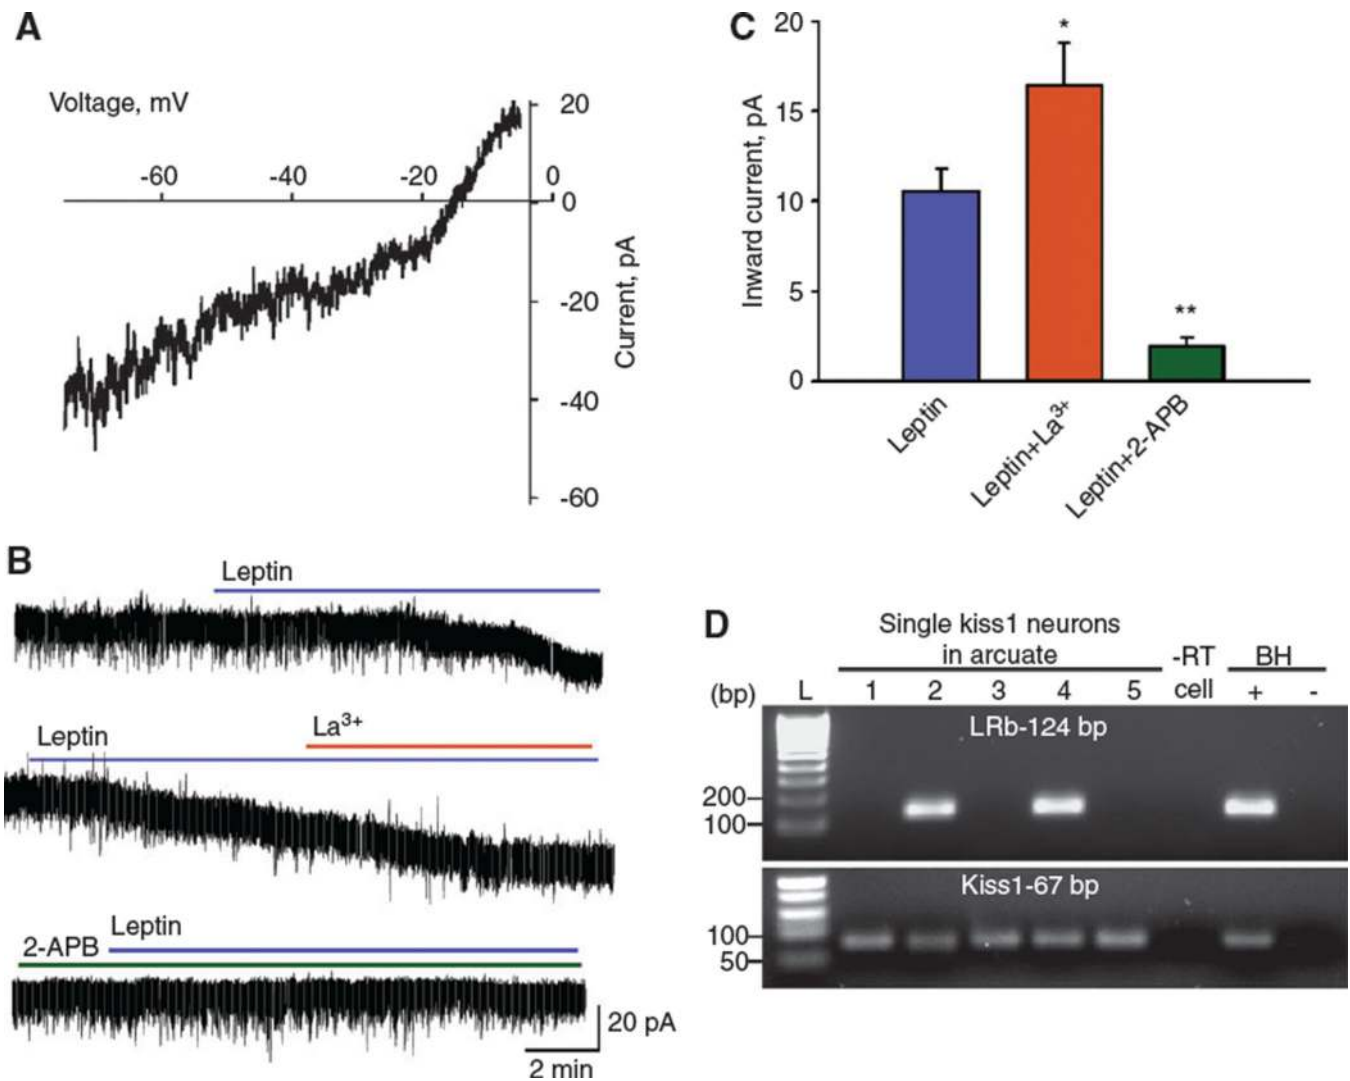 A
Voltage, mV
-60 -40 -20 0
20
0
-20
-40
-60
Current, pA
B
Leptin
Leptin
La3+
Leptin
2-APB
20 pA
2 min
C
Inward current, pA
20
15
10
5
0
*
**
Leptin
Leptin+La3+
Leptin+2-APB
D
Single kiss1 neurons
in arcuate
-RT
BH
(bp) L 1 2 3 4 5 cell + -
LRb-124 bp
200
100
Kiss1-67 bp
100
50